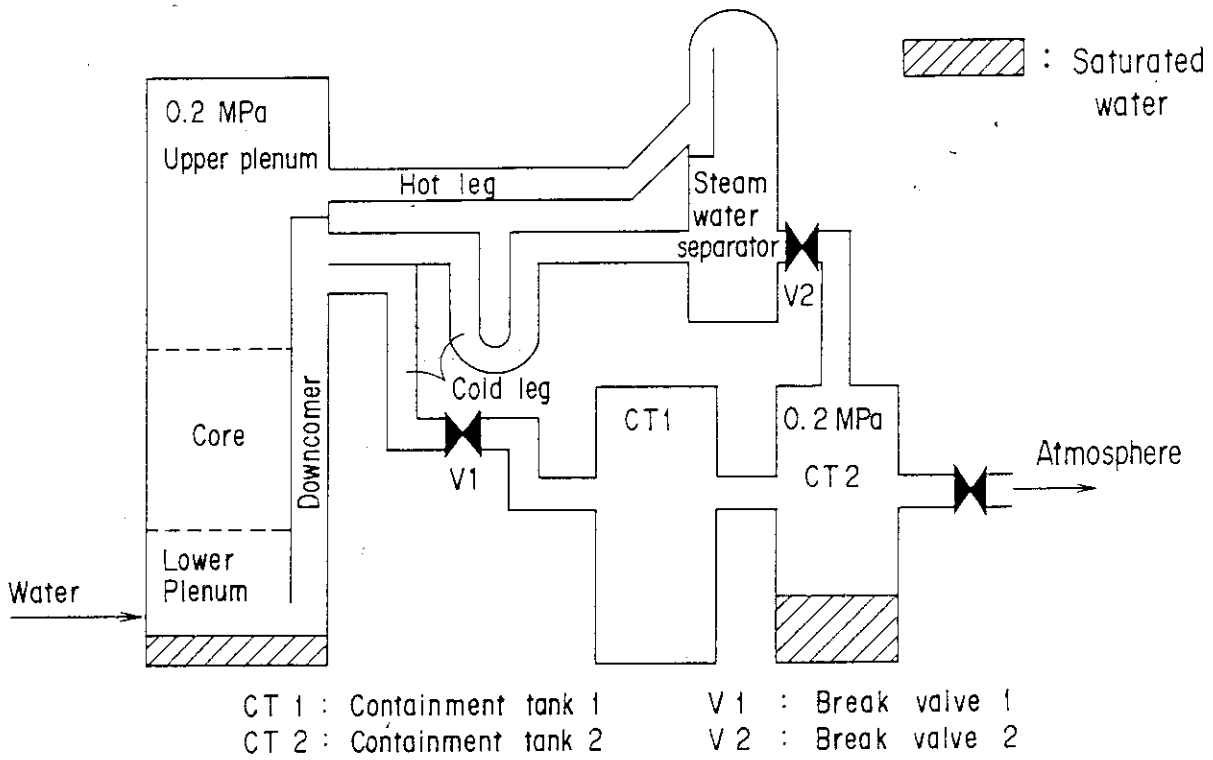 0.2 MPa
Upper plenum
: Saturated
water
Hot leg
Steam
water
separator
V2
Cold leg
Core
Downcomer
V1
CT1
0.2 MPa
CT2
Atmosphere
Lower
Plenum
Water
CT 1 : Containment tank 1
V 1 : Break valve 1
CT 2 : Containment tank 2
V 2 : Break valve 2